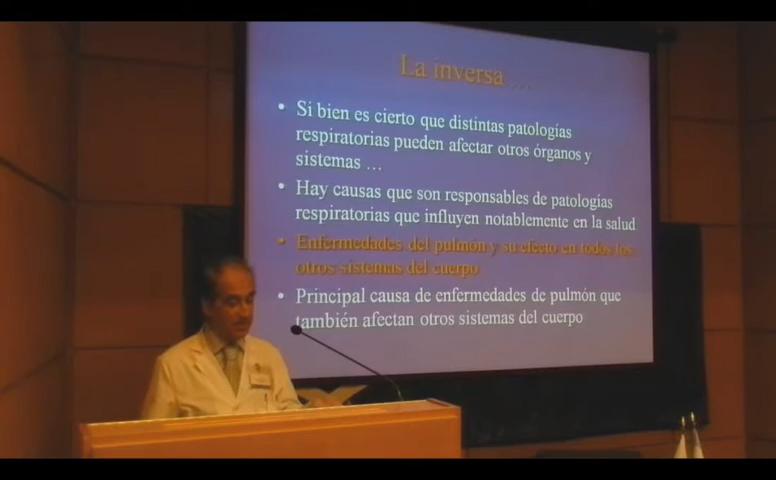 La inversa ...
• Si bien es cierto que distintas patologías
respiratorias pueden afectar otros órganos y
sistemas ...
• Hay causas que son responsables de patologías
respiratorias que influyen notablemente en la salud
• Enfermedades del pulmón y su efecto en todos los
otros sistemas del cuerpo
• Principal causa de enfermedades de pulmón que
también afectan otros sistemas del cuerpo